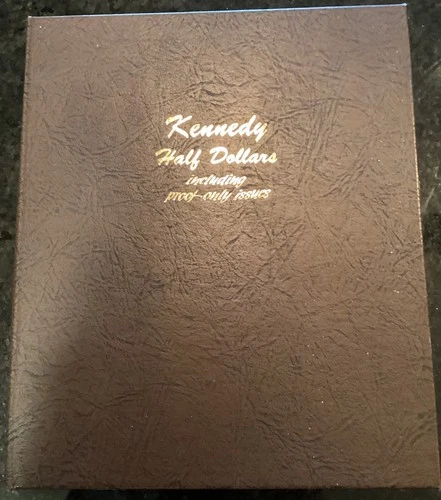 Kennedy
Half Dollars
including
proof-only issues